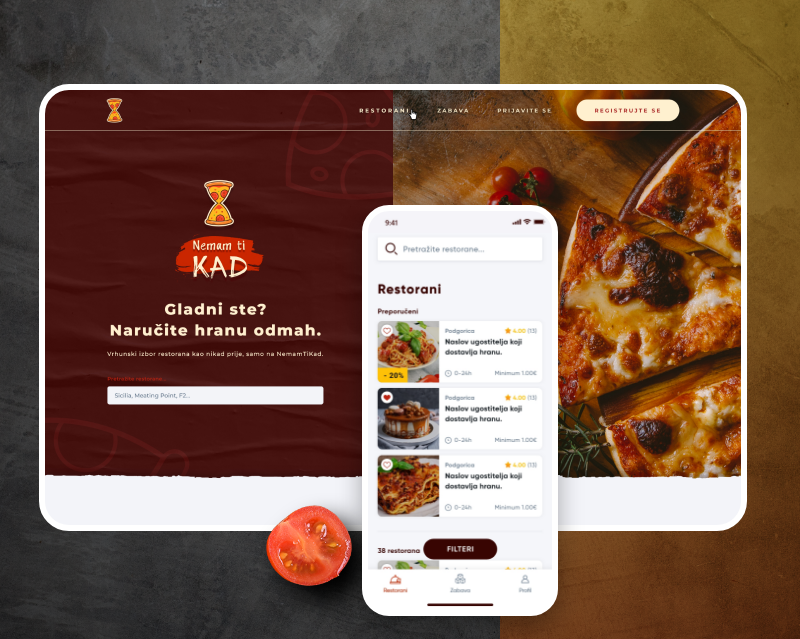 RESTORANI
ZABAVA
PRIJAVITE SE
REGISTRUJTE SE
Nemam ti
KAD
Gladni ste?
Naručite hranu odmah.
Vrhunski izbor restorana kao nikad prije, samo na NemamTiKad.
Pretražite restorane...
Sicilia, Meating Point, F2...
9:41
Pretražite restorane...
Restorani
Preporučeni
Podgorica 4.00 (13)
Naslov ugostitelja koji
dostavlja hranu.
- 20%
0-24h Minimum 1.00€
Podgorica 4.00 (13)
Naslov ugostitelja koji
dostavlja hranu.
0-24h Minimum 1.00€
Podgorica 4.00 (13)
Naslov ugostitelja koji
dostavlja hranu.
0-24h Minimum 1.00€
38 restorana
FILTERI
Restorani
Zabava
Profil